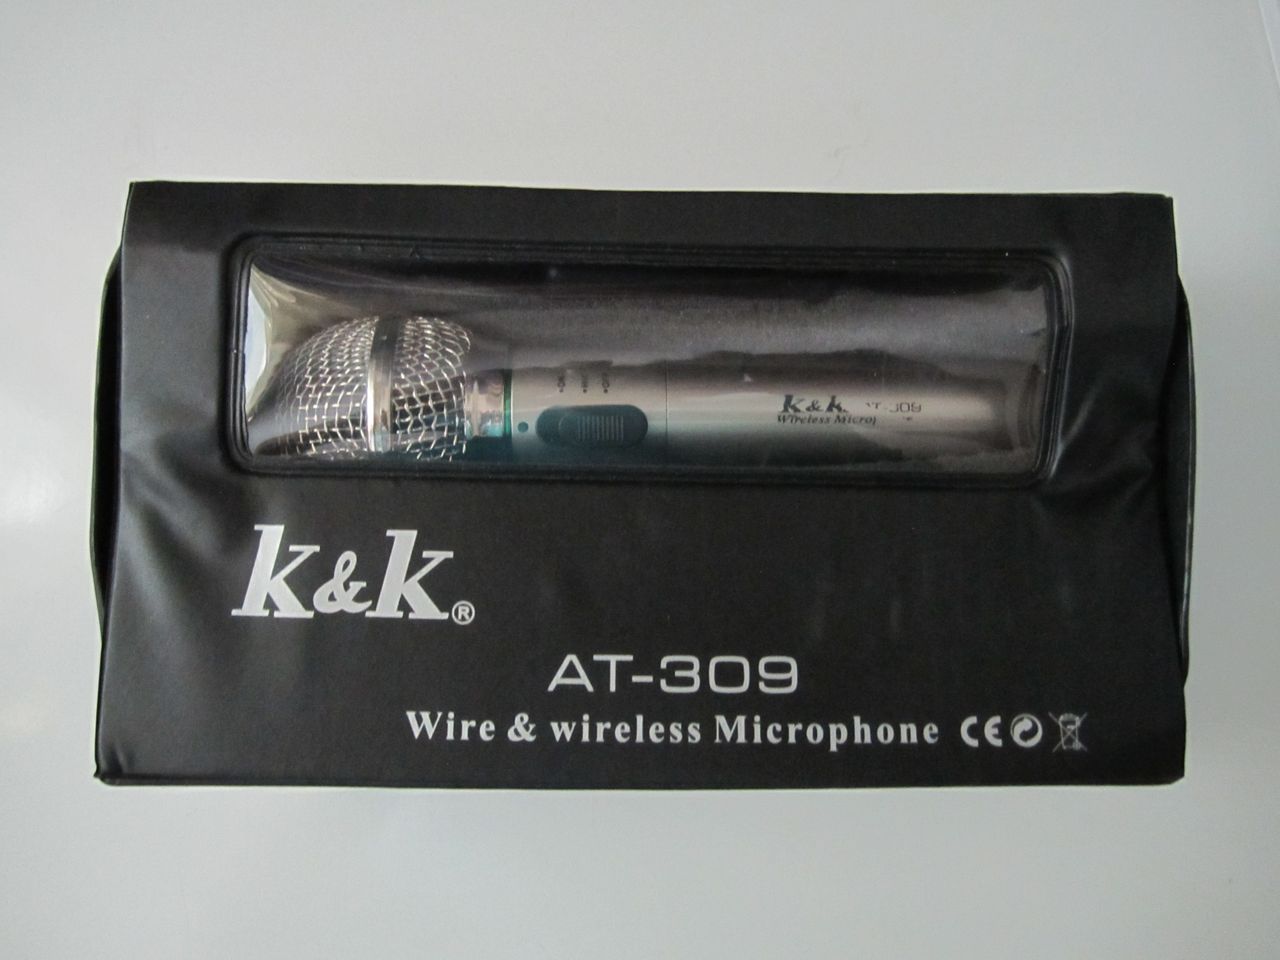 K&K AT-309
Wireless
K&K®
AT-309
Wire & wireless Microphone CE